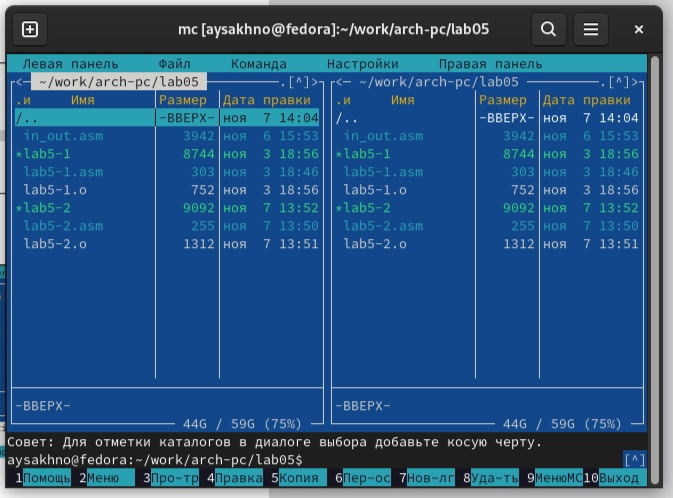 mc [aysakhno@fedora]:~/work/arch-pc/lab05
Левая панель Файл Команда Настройки Правая панель
<— ~/work/arch-pc/lab05 —.[^]> <— ~/work/arch-pc/lab05 —.[^]>
.и Имя Размер Дата правки .и Имя Размер Дата правки
/.. -ВВЕРХ- ноя 7 14:04 /.. -ВВЕРХ- ноя 7 14:04
in_out.asm 3942 ноя 6 15:53 in_out.asm 3942 ноя 6 15:53
*lab5-1 8744 ноя 3 18:56 *lab5-1 8744 ноя 3 18:56
lab5-1.asm 303 ноя 3 18:46 lab5-1.asm 303 ноя 3 18:46
lab5-1.o 752 ноя 3 18:56 lab5-1.o 752 ноя 3 18:56
*lab5-2 9092 ноя 7 13:52 *lab5-2 9092 ноя 7 13:52
lab5-2.asm 255 ноя 7 13:50 lab5-2.asm 255 ноя 7 13:50
lab5-2.o 1312 ноя 7 13:51 lab5-2.o 1312 ноя 7 13:51
-ВВЕРХ- -ВВЕРХ-
44G / 59G (75%) 44G / 59G (75%)
Совет: Для отметки каталогов в диалоге выбора добавьте косую черту.
aysakhno@fedora:~/work/arch-pc/lab05$ [^]
1Помощь 2Меню 3Про~тр 4Правка 5Копия 6Пер~ос 7Нов~лг 8Уда~ть 9МенюМС 10Выход